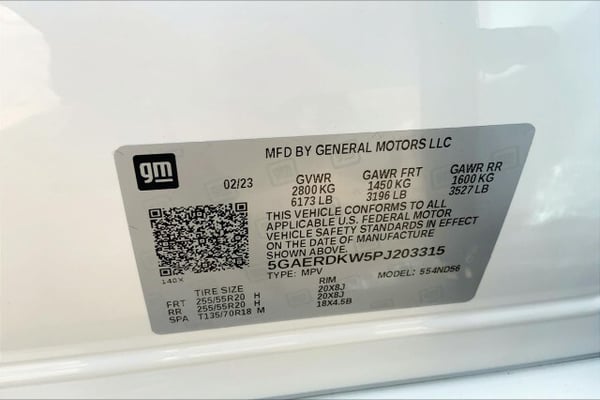 MFD BY GENERAL MOTORS LLC
gm
02/23
GVWR GAWR FRT GAWR RR
2800 KG 1450 KG 1600 KG
6173 LB 3196 LB 3527 LB
THIS VEHICLE CONFORMS TO ALL
APPLICABLE U.S. FEDERAL MOTOR
VEHICLE SAFETY STANDARDS IN EFFECT
ON THE DATE OF MANUFACTURE
SHOWN ABOVE.
5GAERDKW5PJ203315
TYPE: MPV MODEL: 554ND56
140X
TIRE SIZE RIM
FRT 255/55R20 H 20X8J
RR 255/55R20 H 20X8J
SPA T135/70R18 M 18X4.5B